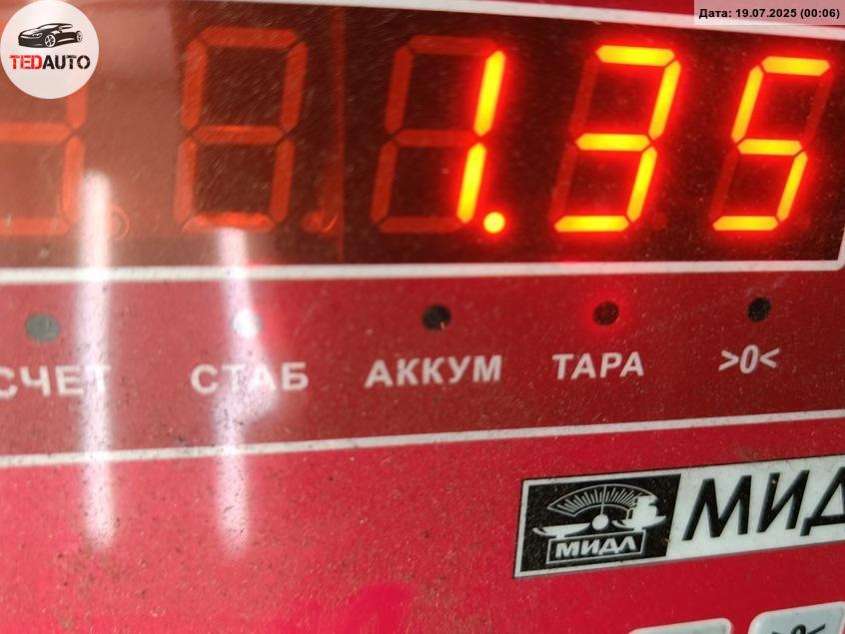 Дата: 19.07.2025 (00:06)
TEDAUTO
1.35
СЧЕТ СТАБ АККУМ ТАРА >0<
МИДЛ
МИД